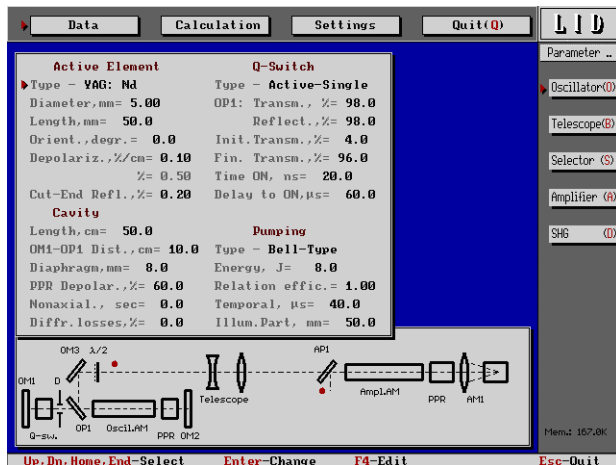 Data Calculation Settings Quit(Q) LID
Parameter ..
Active Element Q-Switch
Type - YAG: Nd Type - Active-Single
Diameter,mm= 5.00 OP1: Transm., %= 98.0
Length,mm= 50.0 Reflect.,%= 98.0
Orient.,degr.= 0.0 Init.Transm.,%= 4.0
Depolariz.,%/cm= 0.10 Fin. Transm.,%= 96.0
%= 0.50 Time ON, ns= 20.0
Cut-End Refl.,%= 0.20 Delay to ON,µs= 60.0
Cavity
Length,cm= 50.0 Pumping
OM1-OP1 Dist.,cm= 10.0 Type - Bell-Type
Diaphragm,mm= 8.0 Energy, J= 8.0
PPR Depolar.,%= 60.0 Relation effic.= 1.00
Nonaxial., sec= 0.0 Temporal, µs= 40.0
Diffr.losses,%= 0.0 Illum.Part, mm= 50.0
Oscillator(O)
Telescope(B)
Selector (S)
Amplifier (A)
SHG (D)
OM3 λ/2 AP1
OM1 D Telescope Ampl.AM PPR AM1
Q-sw. OP1 Oscil.AM PPR OM2
Mem.: 167.0K
Up,Dn,Home,End-Select Enter-Change F4-Edit Esc-Quit